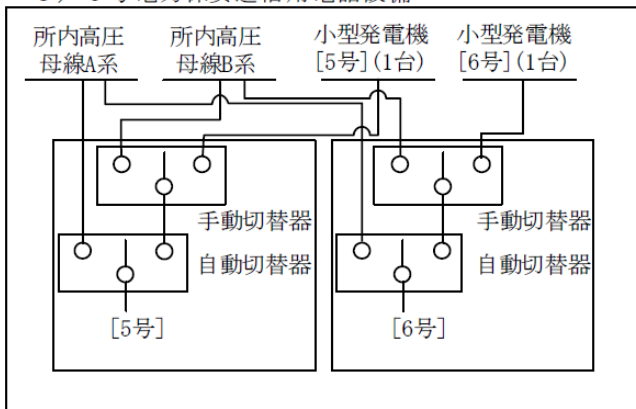 所内高圧
母線A系
所内高圧
母線B系
小型発電機
[5号](1台)
小型発電機
[6号](1台)
手動切替器
自動切替器
[5号]
手動切替器
自動切替器
[6号]